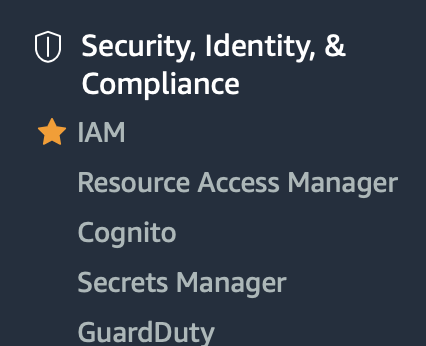 Security, Identity, &
Compliance
IAM
Resource Access Manager
Cognito
Secrets Manager
GuardDuty